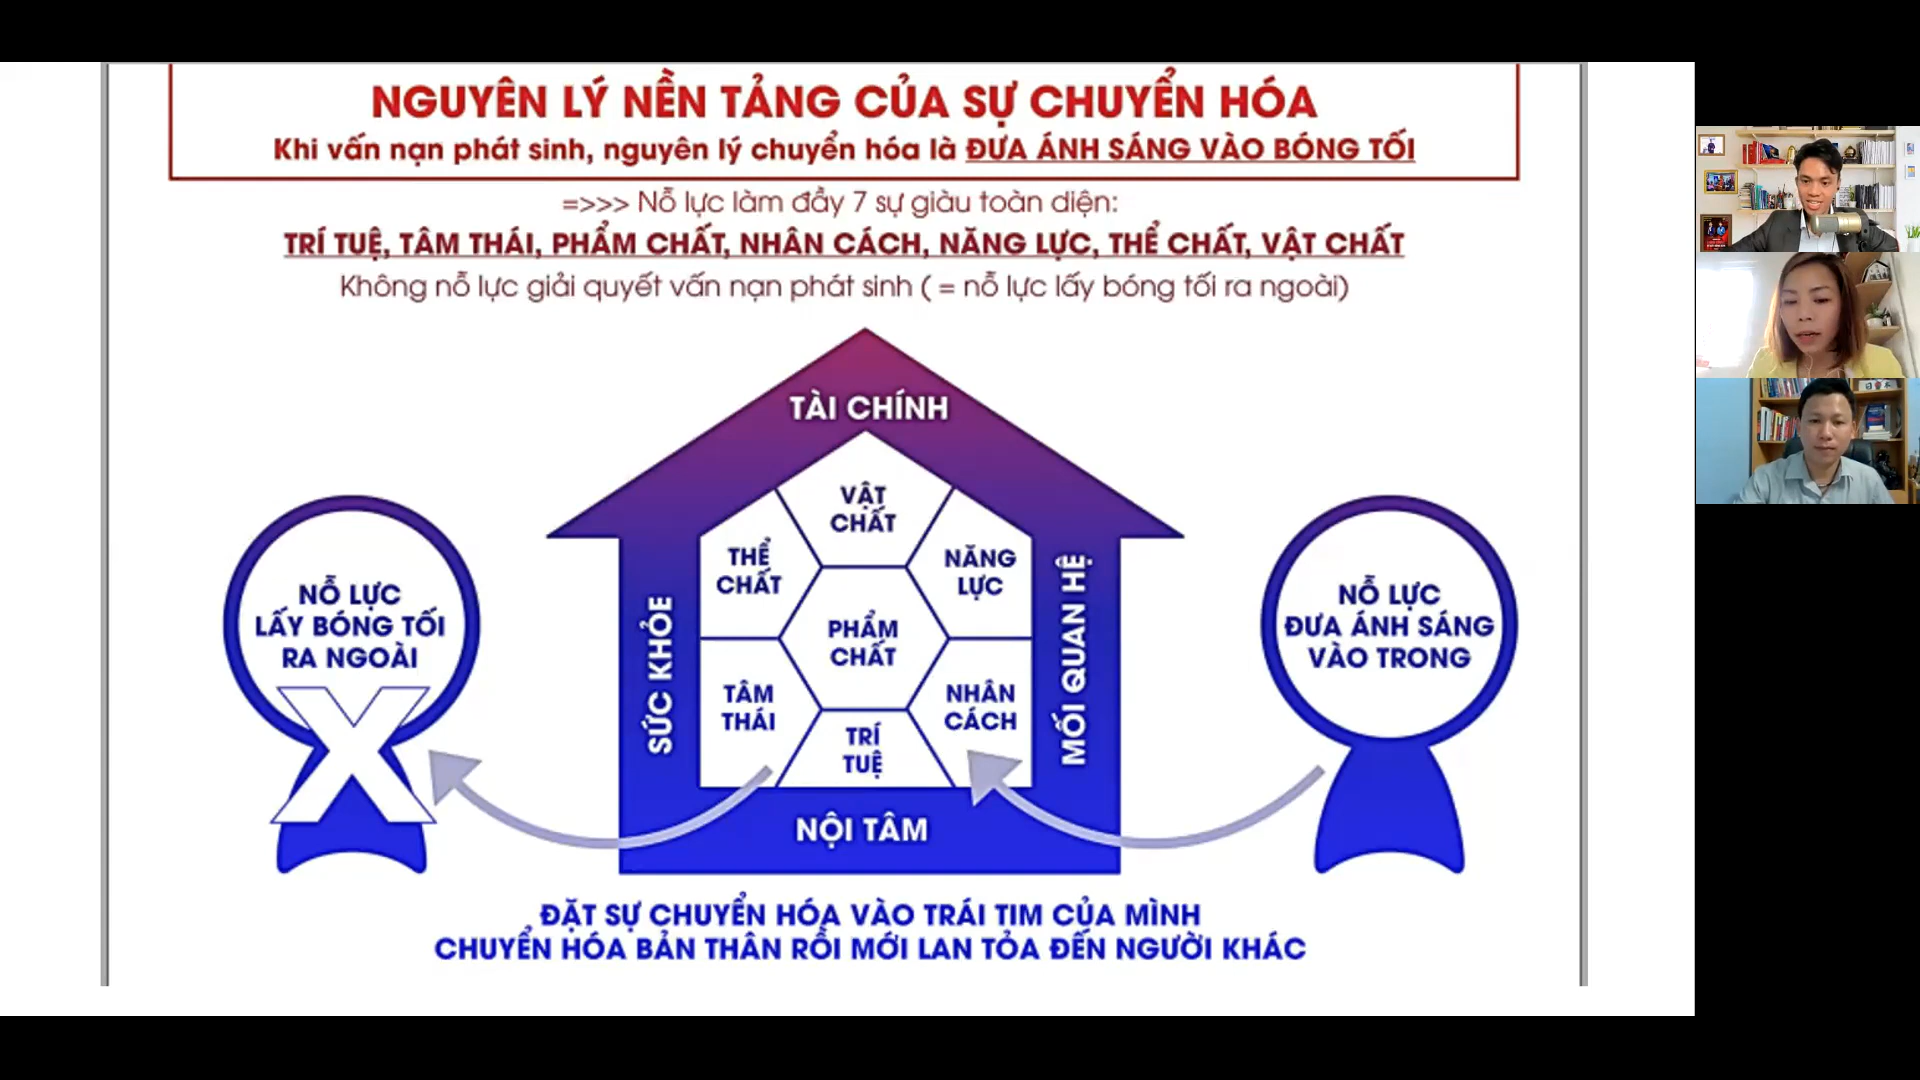 NGUYÊN LÝ NỀN TẢNG CỦA SỰ CHUYỂN HÓA
Khi vấn nạn phát sinh, nguyên lý chuyển hóa là ĐƯA ÁNH SÁNG VÀO BÓNG TỐI
=>>> Nỗ lực làm đầy 7 sự giàu toàn diện:
TRÍ TUỆ, TÂM THÁI, PHẨM CHẤT, NHÂN CÁCH, NĂNG LỰC, THỂ CHẤT, VẬT CHẤT
Không nỗ lực giải quyết vấn nạn phát sinh ( = nỗ lực lấy bóng tối ra ngoài)
TÀI CHÍNH
VẬT
CHẤT
THỂ
CHẤT
NĂNG
LỰC
PHẨM
CHẤT
TÂM
THÁI
NHÂN
CÁCH
TRÍ
TUỆ
SỨC KHỎE
MỐI QUAN HỆ
NỘI TÂM
NỖ LỰC
LẤY BÓNG TỐI
RA NGOÀI
X
NỖ LỰC
ĐƯA ÁNH SÁNG
VÀO TRONG
ĐẶT SỰ CHUYỂN HÓA VÀO TRÁI TIM CỦA MÌNH
CHUYỂN HÓA BẢN THÂN RỒI MỚI LAN TỎA ĐẾN NGƯỜI KHÁC